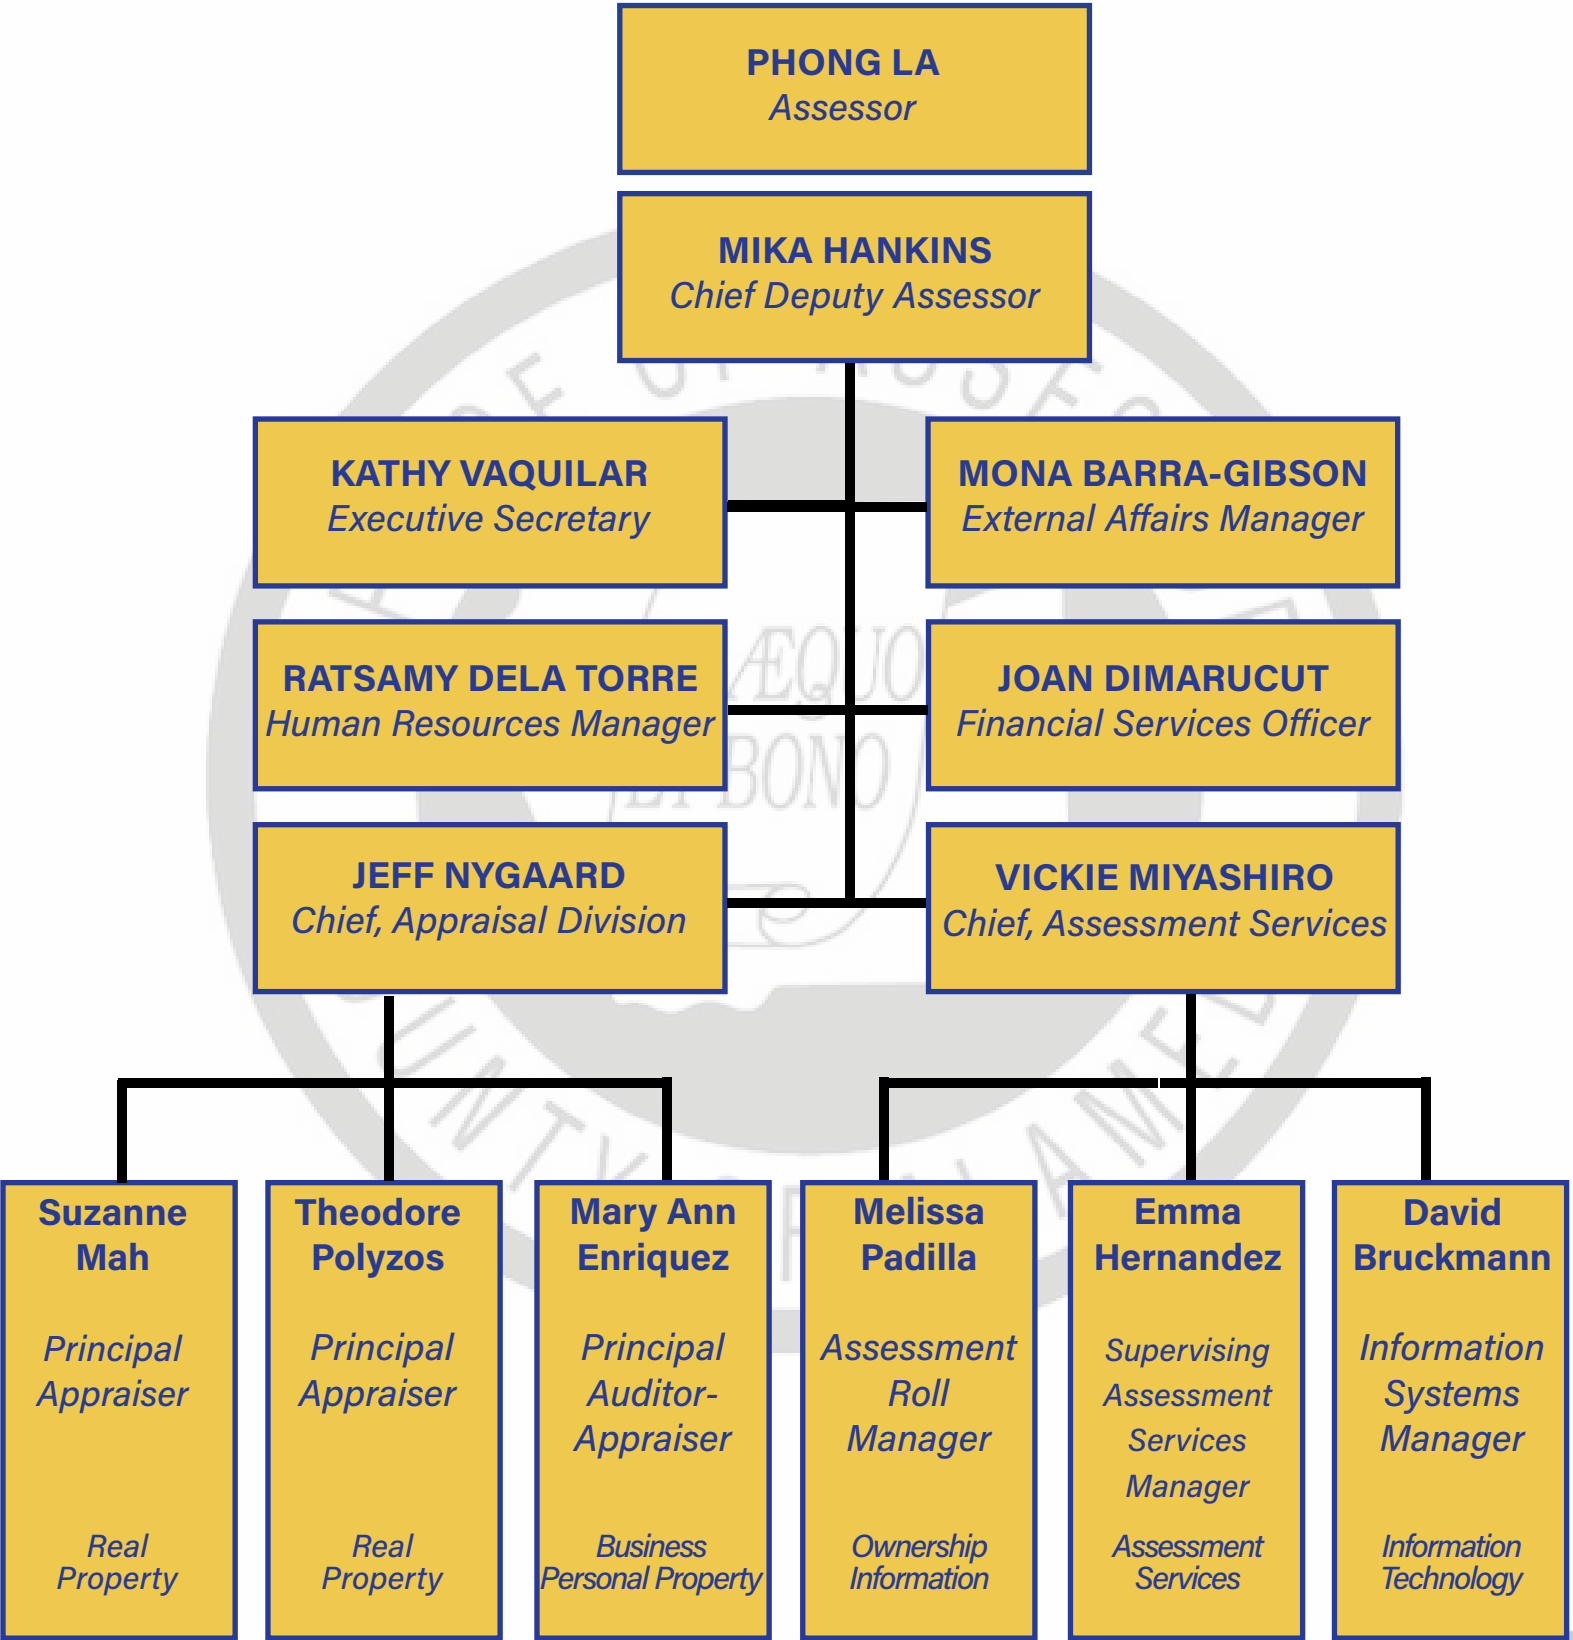 PHONG LA
Assessor
MIKA HANKINS
Chief Deputy Assessor
KATHY VAQUILAR
Executive Secretary
MONA BARRA-GIBSON
External Affairs Manager
RATSAMY DELA TORRE
Human Resources Manager
JOAN DIMARUCUT
Financial Services Officer
ÆQUO
ET BONO
JEFF NYGAARD
Chief, Appraisal Division
VICKIE MIYASHIRO
Chief, Assessment Services
Suzanne
Mah
Principal
Appraiser
Real
Property
Theodore
Polyzos
Principal
Appraiser
Real
Property
Mary Ann
Enriquez
Principal
Auditor-
Appraiser
Business
Personal Property
Melissa
Padilla
Assessment
Roll
Manager
Ownership
Information
Emma
Hernandez
Supervising
Assessment
Services
Manager
Assessment
Services
David
Bruckmann
Information
Systems
Manager
Information
Technology